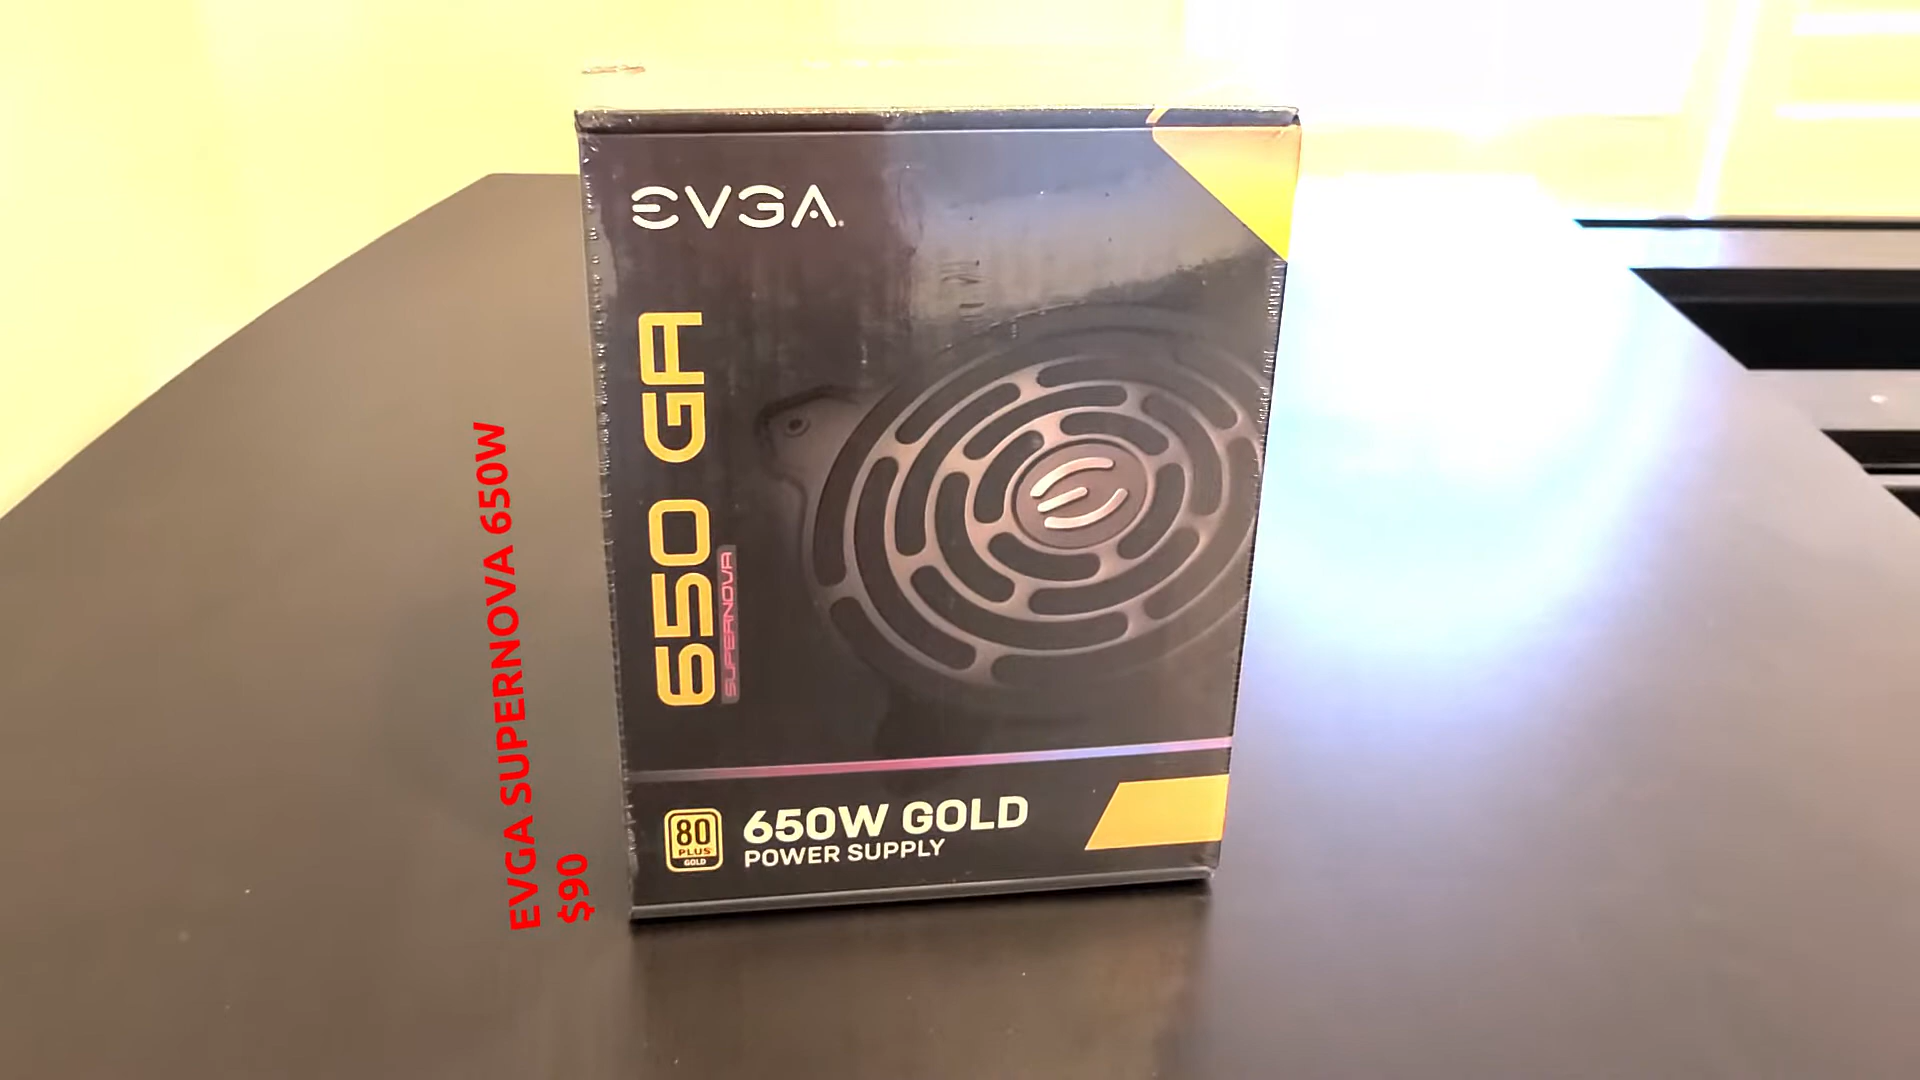 EVGA
650 GA
SUPERNOVA
80
PLUS
GOLD
650W GOLD
POWER SUPPLY
EVGA SUPERNOVA 650W
$90